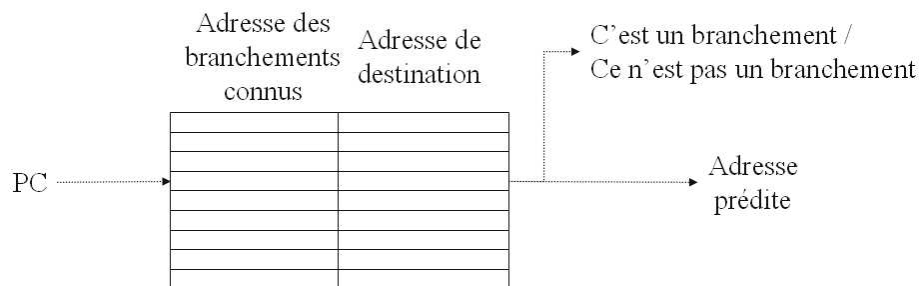 Adresse des
branchements
connus
Adresse de
destination
C'est un branchement /
Ce n'est pas un branchement
PC
Adresse
prédite